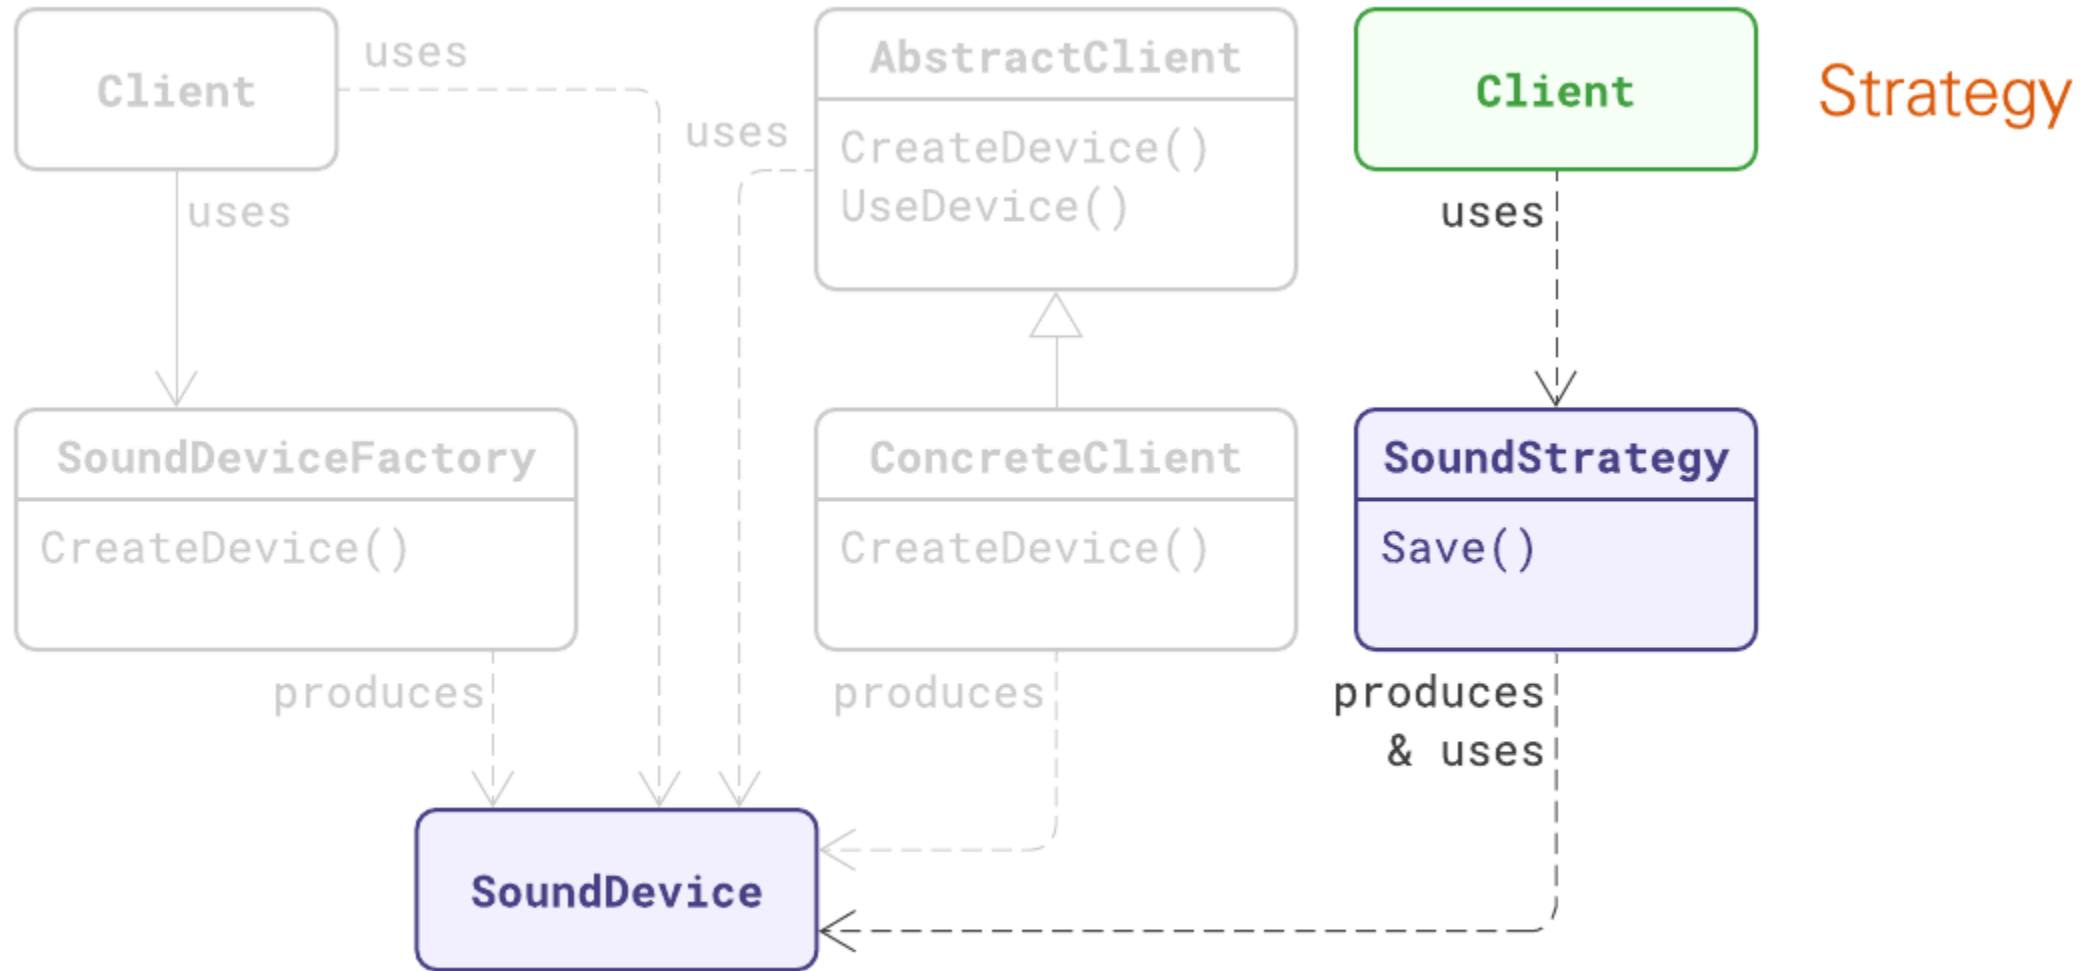 Client
uses
uses
SoundDeviceFactory
CreateDevice()
produces
uses
AbstractClient
CreateDevice()
UseDevice()
ConcreteClient
CreateDevice()
produces
Client
Strategy
uses
SoundStrategy
Save()
produces
& uses
SoundDevice